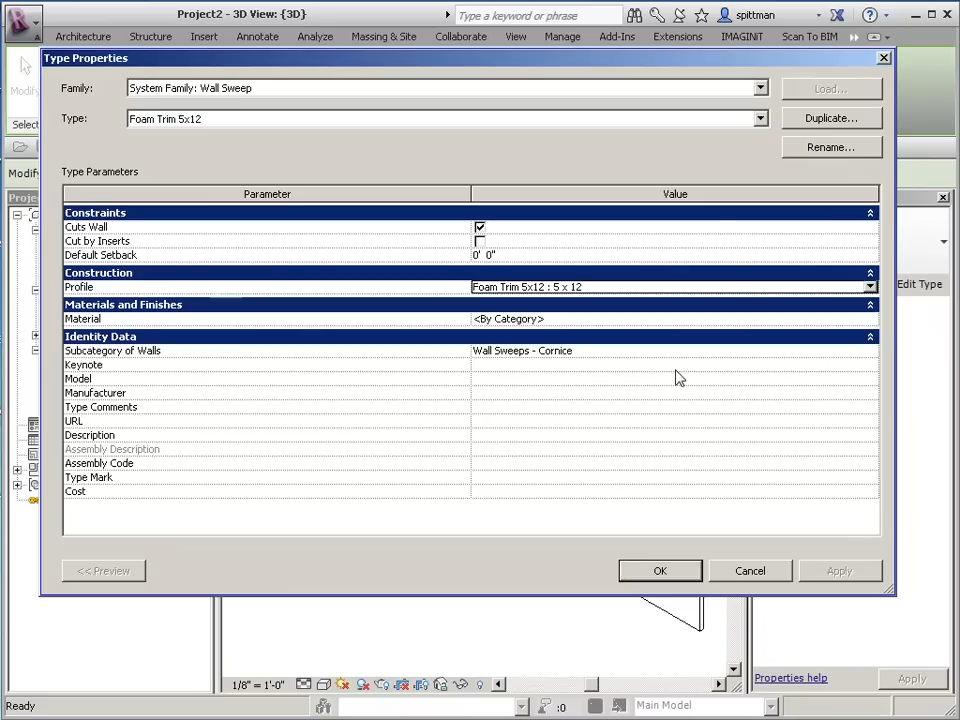 Project2 - 3D View: {3D}
Type a keyword or phrase
spittman
Architecture Structure Insert Annotate Analyze Massing & Site Collaborate View Manage Add-Ins Extensions IMAGINiT Scan To BIM
Type Properties
Modify
Select
Modify
Proje
Family: System Family: Wall Sweep Load...
Type: Foam Trim 5x12 Duplicate...
Rename...
Type Parameters
Parameter Value
Constraints
Cuts Wall
Cut by Inserts
Default Setback 0' 0"
Construction
Profile Foam Trim 5x12 : 5 x 12
Edit Type
Materials and Finishes
Material <By Category>
Identity Data
Subcategory of Walls Wall Sweeps - Cornice
Keynote
Model
Manufacturer
Type Comments
URL
Description
Assembly Description
Assembly Code
Type Mark
Cost
<< Preview OK Cancel Apply
Properties help Apply
1/8" = 1'-0"
Ready :0 Main Model